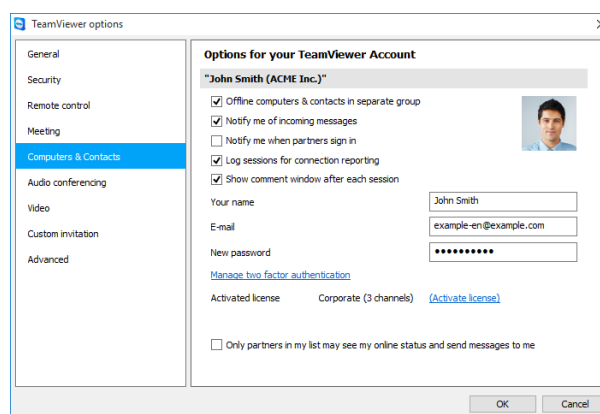 TeamViewer options
General
Security
Remote control
Meeting
Computers & Contacts
Audio conferencing
Video
Custom invitation
Advanced
Options for your TeamViewer Account
"John Smith (ACME Inc.)"
Offline computers & contacts in separate group
Notify me of incoming messages
Notify me when partners sign in
Log sessions for connection reporting
Show comment window after each session
Your name John Smith
E-mail example-en@example.com
New password ●●●●●●●●●●
Manage two factor authentication
Activated license Corporate (3 channels) (Activate license)
Only partners in my list may see my online status and send messages to me
OK Cancel